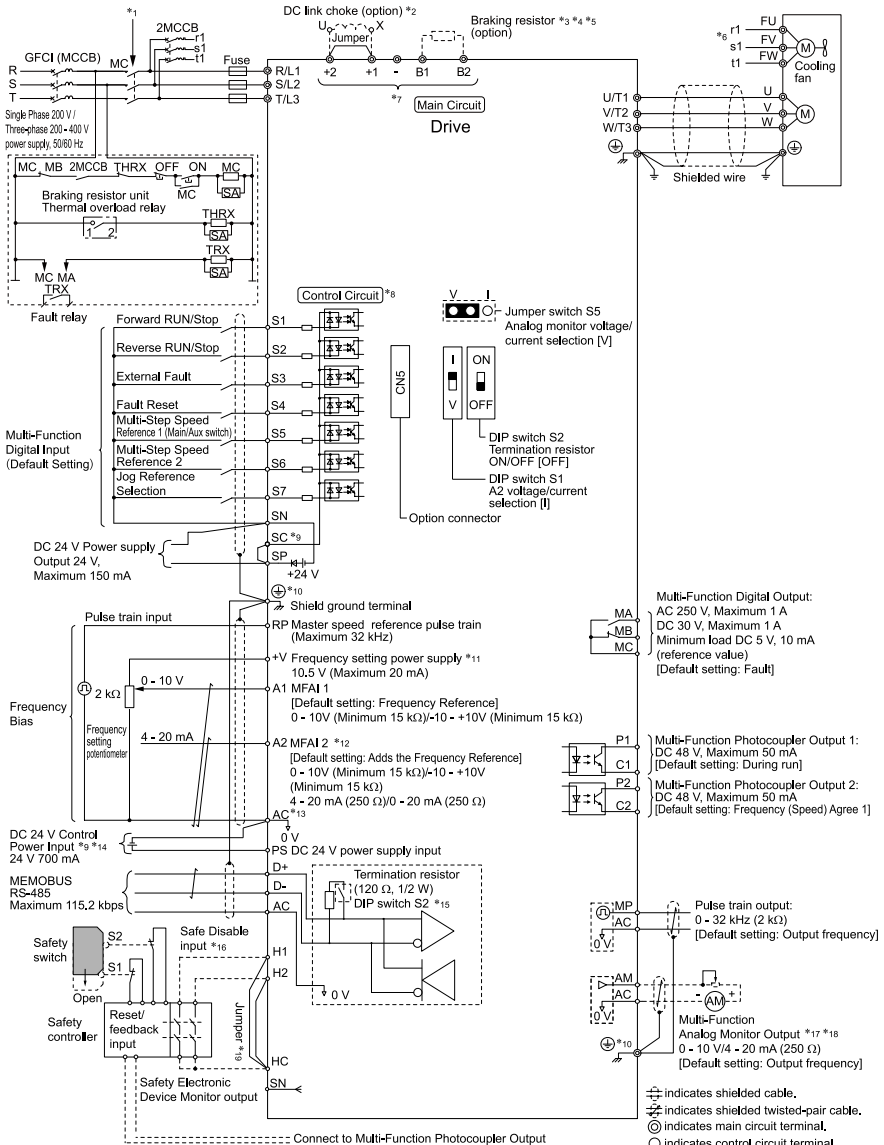 *1
DC link choke (option) *2
U X
Jumper
Braking resistor *3 *4 *5
(option)
2MCCB
r1
s1
t1
GFCI (MCCB)
MC
Fuse
R
S
T
R/L1
S/L2
T/L3
+2 +1 - B1 B2
*7
Main Circuit
Drive
Single Phase 200 V /
Three-phase 200 - 400 V
power supply, 50/60 Hz
*6
r1 FU
s1 FV
t1 FW
M
Cooling
fan
U/T1 U
V/T2 V
W/T3 W
M
Shielded wire
MC MB 2MCCB THRX OFF ON MC
MC
SA
Braking resistor unit
Thermal overload relay
1 2
THRX
SA
TRX
SA
MC MA
TRX
Fault relay
Control Circuit *8
Forward RUN/Stop
S1
Reverse RUN/Stop
S2
External Fault
S3
Fault Reset
S4
Multi-Step Speed
Reference 1 (Main/Aux switch)
S5
Multi-Step Speed
Reference 2
S6
Jog Reference
Selection
S7
Multi-Function
Digital Input
(Default Setting)
SN
SC *9
SP
+24 V
DC 24 V Power supply
Output 24 V,
Maximum 150 mA
CN5
Option connector
V I
Jumper switch S5
Analog monitor voltage/
current selection [V]
I
V
ON
OFF
DIP switch S2
Termination resistor
ON/OFF [OFF]
DIP switch S1
A2 voltage/current
selection [I]
*10
Shield ground terminal
Pulse train input
RP Master speed reference pulse train
(Maximum 32 kHz)
+V Frequency setting power supply *11
10.5 V (Maximum 20 mA)
2 kΩ
0 - 10 V
A1 MFAI 1
[Default setting: Frequency Reference]
0 - 10V (Minimum 15 kΩ)/-10 - +10V (Minimum 15 kΩ)
Frequency
Bias
Frequency
setting
potentiometer
4 - 20 mA
A2 MFAI 2 *12
[Default setting: Adds the Frequency Reference]
0 - 10V (Minimum 15 kΩ)/-10 - +10V
(Minimum 15 kΩ)
4 - 20 mA (250 Ω)/0 - 20 mA (250 Ω)
AC *13
0 V
DC 24 V Control
Power Input *9 *14
24 V 700 mA
PS DC 24 V power supply input
MEMOBUS
RS-485
Maximum 115.2 kbps
D+
D-
AC
0 V
Termination resistor
(120 Ω, 1/2 W)
DIP switch S2 *15
Safety
switch
S2
S1
Open
Safe Disable
input *16
H1
H2
Jumper *19
HC
SN
Safety
controller
Reset/
feedback
input
Safety Electronic
Device Monitor output
Connect to Multi-Function Photocoupler Output
MA
MB
MC
Multi-Function Digital Output:
AC 250 V, Maximum 1 A
DC 30 V, Maximum 1 A
Minimum load DC 5 V, 10 mA
(reference value)
[Default setting: Fault]
P1
C1
Multi-Function Photocoupler Output 1:
DC 48 V, Maximum 50 mA
[Default setting: During run]
P2
C2
Multi-Function Photocoupler Output 2:
DC 48 V, Maximum 50 mA
[Default setting: Frequency (Speed) Agree 1]
MP
AC
0 V
Pulse train output:
0 - 32 kHz (2 kΩ)
[Default setting: Output frequency]
AM
AC
0 V
- AM +
*10
Multi-Function
Analog Monitor Output *17 *18
0 - 10 V/4 - 20 mA (250 Ω)
[Default setting: Output frequency]
indicates shielded cable.
indicates shielded twisted-pair cable.
indicates main circuit terminal.
indicates control circuit terminal.